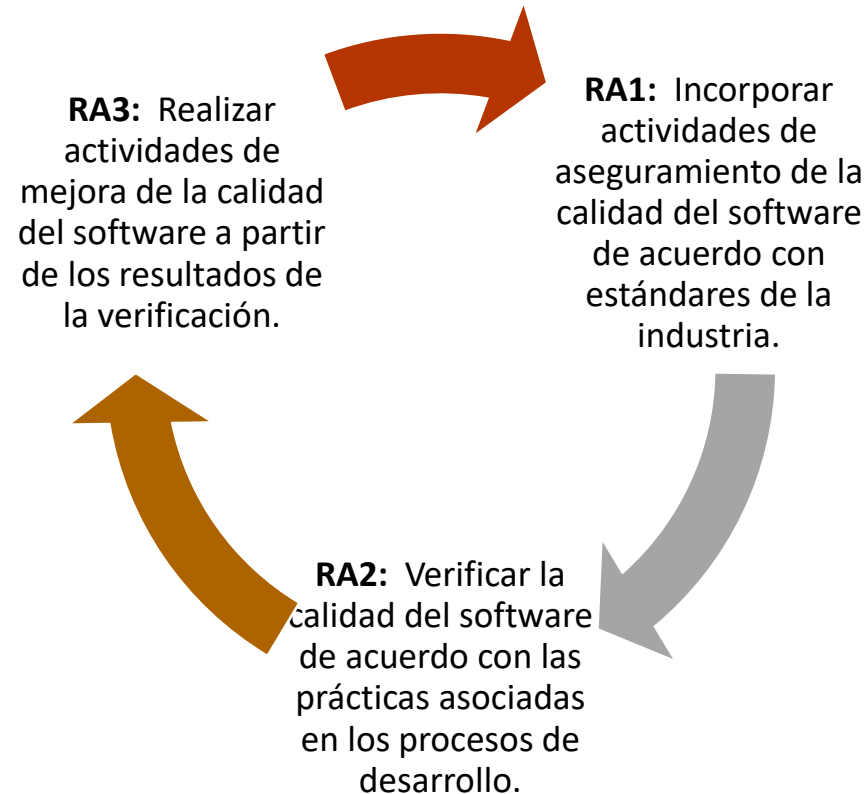 RA3: Realizar
actividades de
mejora de la calidad
del software a partir
de los resultados de
la verificación.
RA1: Incorporar
actividades de
aseguramiento de la
calidad del software
de acuerdo con
estándares de la
industria.
RA2: Verificar la
calidad del software
de acuerdo con las
prácticas asociadas
en los procesos de
desarrollo.